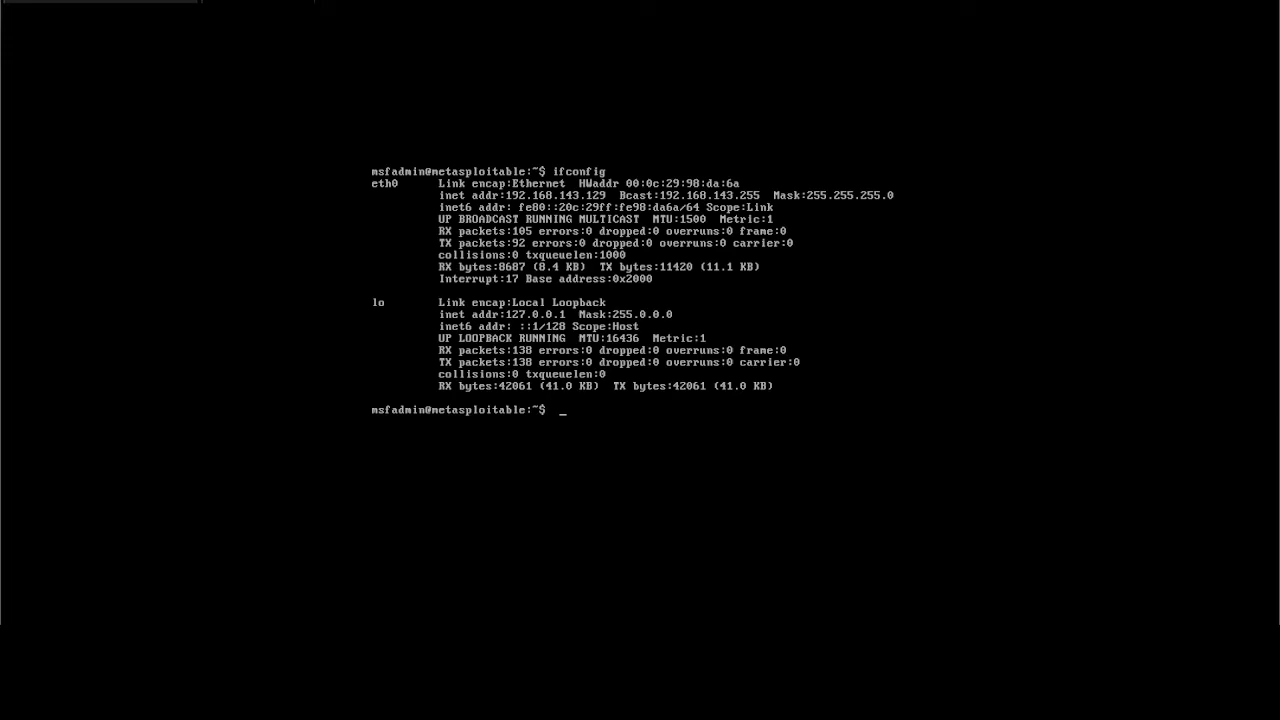 msfadmin@metasploitable:~$ ifconfig
eth0 Link encap:Ethernet HWaddr 00:0c:29:98:da:6a
inet addr:192.168.143.129 Bcast:192.168.143.255 Mask:255.255.255.0
inet6 addr: fe80::20c:29ff:fe98:da6a/64 Scope:Link
UP BROADCAST RUNNING MULTICAST MTU:1500 Metric:1
RX packets:105 errors:0 dropped:0 overruns:0 frame:0
TX packets:92 errors:0 dropped:0 overruns:0 carrier:0
collisions:0 txqueuelen:1000
RX bytes:8687 (8.4 KB) TX bytes:11420 (11.1 KB)
Interrupt:17 Base address:0x2000
lo Link encap:Local Loopback
inet addr:127.0.0.1 Mask:255.0.0.0
inet6 addr: ::1/128 Scope:Host
UP LOOPBACK RUNNING MTU:16436 Metric:1
RX packets:138 errors:0 dropped:0 overruns:0 frame:0
TX packets:138 errors:0 dropped:0 overruns:0 carrier:0
collisions:0 txqueuelen:0
RX bytes:42061 (41.0 KB) TX bytes:42061 (41.0 KB)
msfadmin@metasploitable:~$ _